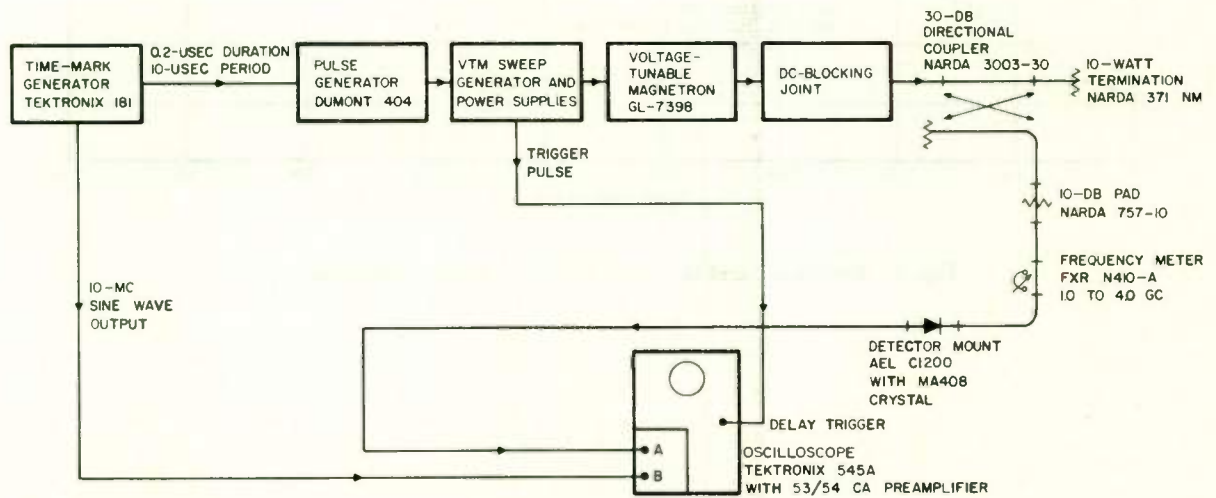 30-DB
DIRECTIONAL
COUPLER
NARDA 3003-30
TIME-MARK
GENERATOR
TEKTRONIX 181
0.2-USEC DURATION
10-USEC PERIOD
PULSE
GENERATOR
DUMONT 404
VTM SWEEP
GENERATOR AND
POWER SUPPLIES
VOLTAGE-
TUNABLE
MAGNETRON
GL-7398
DC-BLOCKING
JOINT
10-WATT
TERMINATION
NARDA 371 NM
TRIGGER
PULSE
10-DB PAD
NARDA 757-10
FREQUENCY METER
FXR N410-A
1.0 TO 4.0 GC
10-MC
SINE WAVE
OUTPUT
DETECTOR MOUNT
AEL C1200
WITH MA408
CRYSTAL
DELAY TRIGGER
A
B
OSCILLOSCOPE
TEKTRONIX 545A
WITH 53/54 CA PREAMPLIFIER